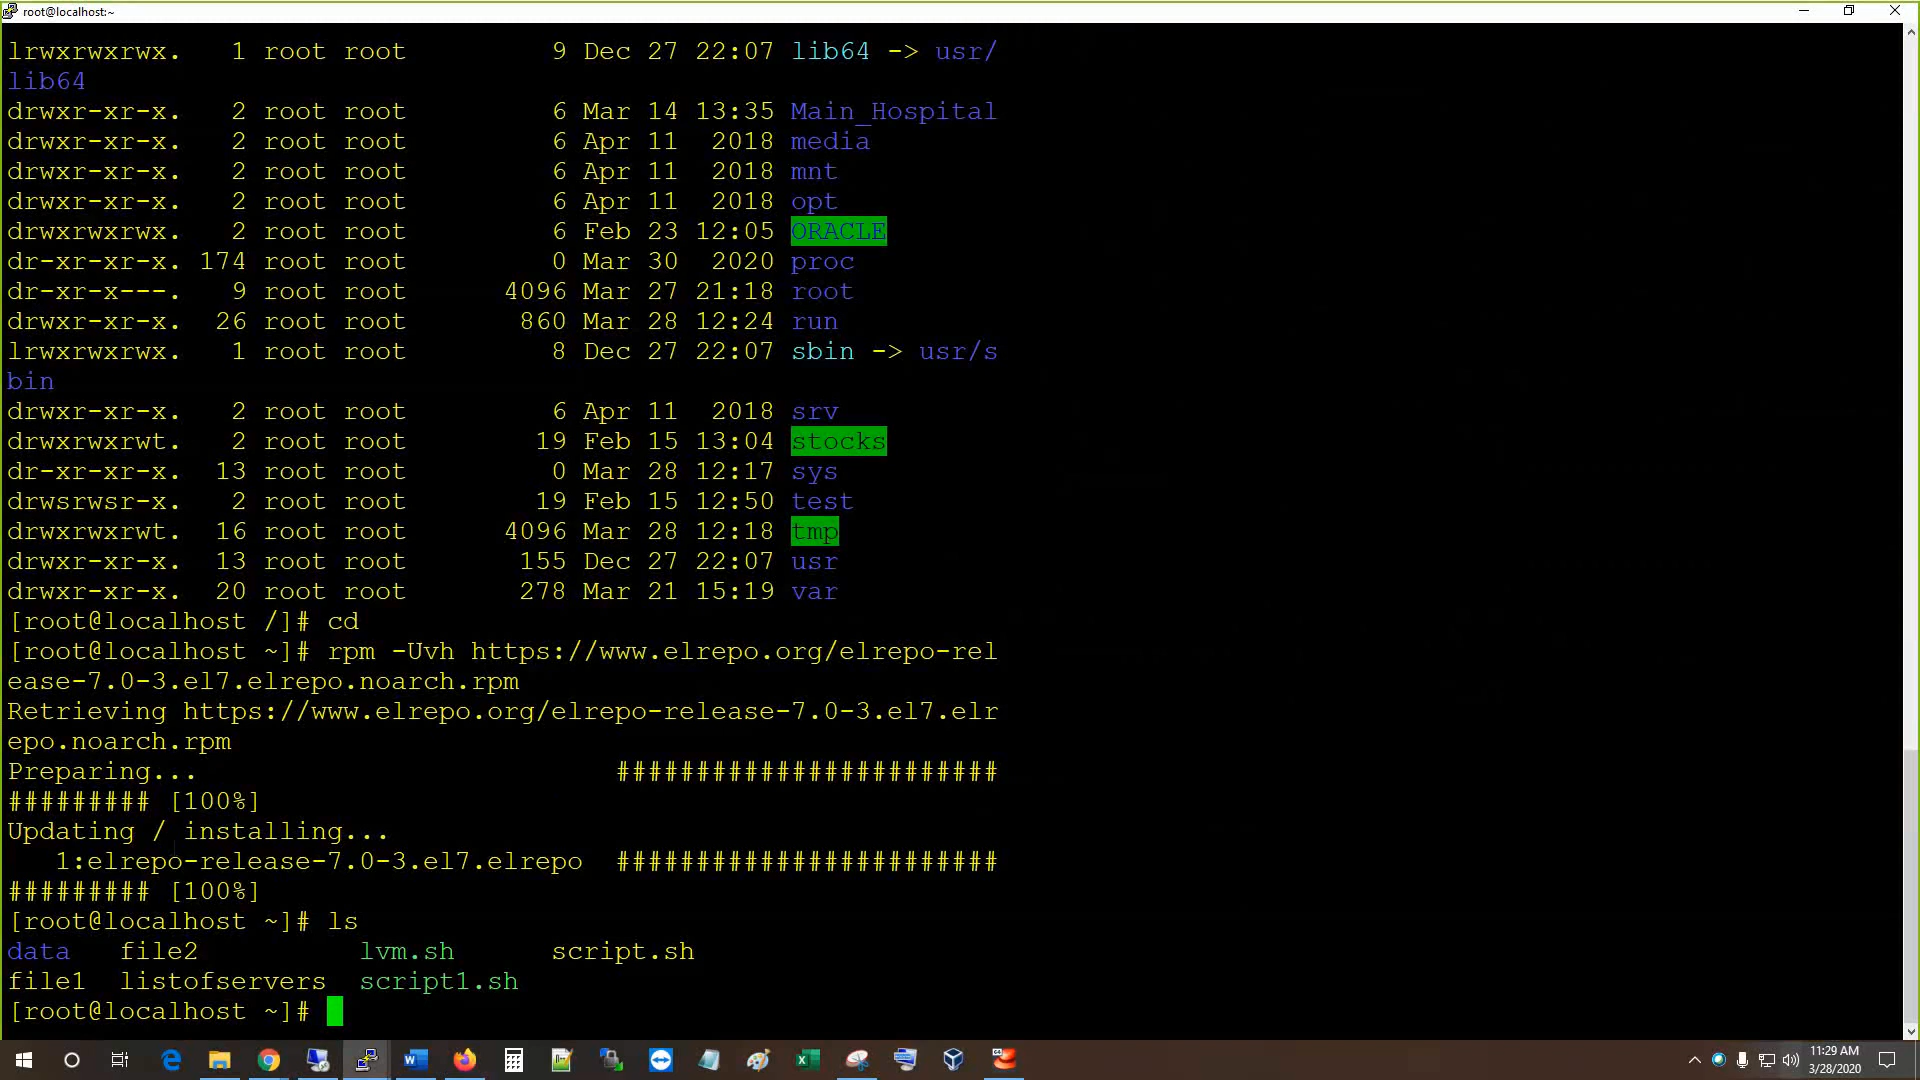 root@localhost:~
lrwxrwxrwx.   1 root root         9 Dec 27 22:07 lib64 -> usr/
lib64
drwxr-xr-x.   2 root root         6 Mar 14 13:35 Main_Hospital
drwxr-xr-x.   2 root root         6 Apr 11  2018 media
drwxr-xr-x.   2 root root         6 Apr 11  2018 mnt
drwxr-xr-x.   2 root root         6 Apr 11  2018 opt
drwxrwxrwx.   2 root root         6 Feb 23 12:05 ORACLE
dr-xr-xr-x. 174 root root         0 Mar 30  2020 proc
dr-xr-x---.   9 root root      4096 Mar 27 21:18 root
drwxr-xr-x.  26 root root       860 Mar 28 12:24 run
lrwxrwxrwx.   1 root root         8 Dec 27 22:07 sbin -> usr/s
bin
drwxr-xr-x.   2 root root         6 Apr 11  2018 srv
drwxrwxrwt.   2 root root        19 Feb 15 13:04 stocks
dr-xr-xr-x.  13 root root         0 Mar 28 12:17 sys
drwsrwsr-x.   2 root root        19 Feb 15 12:50 test
drwxrwxrwt.  16 root root      4096 Mar 28 12:18 tmp
drwxr-xr-x.  13 root root       155 Dec 27 22:07 usr
drwxr-xr-x.  20 root root       278 Mar 21 15:19 var
[root@localhost /]# cd
[root@localhost ~]# rpm -Uvh https://www.elrepo.org/elrepo-rel
ease-7.0-3.el7.elrepo.noarch.rpm
Retrieving https://www.elrepo.org/elrepo-release-7.0-3.el7.elr
epo.noarch.rpm
Preparing...                          ########################
######### [100%]
Updating / installing...
   1:elrepo-release-7.0-3.el7.elrepo  ########################
######### [100%]
[root@localhost ~]# ls
data   file2          lvm.sh      script.sh
file1  listofservers  script1.sh
[root@localhost ~]#
11:29 AM
3/28/2020